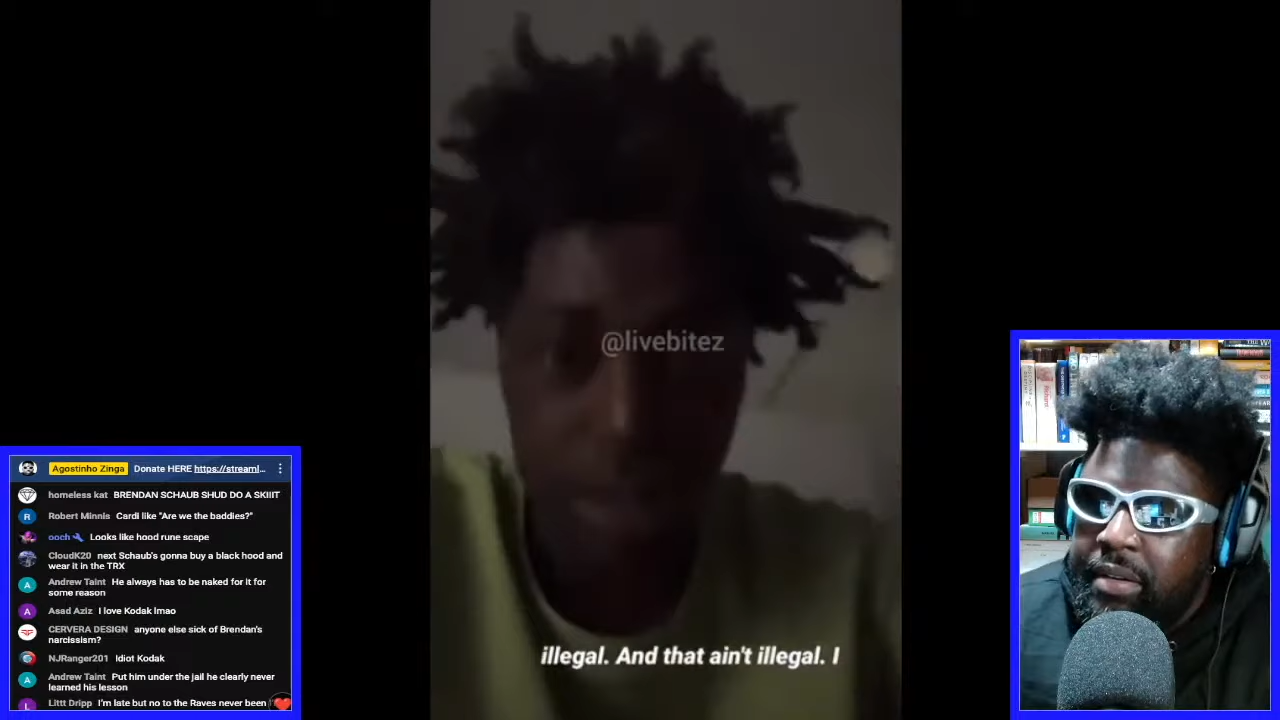 @livebitez
illegal. And that ain't illegal. I
Agostinho Zinga Donate HERE https://streaml...
homeless kat BRENDAN SCHAUB SHUD DO A SKIIIT
R
Robert Minnis Cardi like "Are we the baddies?"
ooch Looks like hood rune scape
CloudK20 next Schaub's gonna buy a black hood and
wear it in the TRX
A
Andrew Taint He always has to be naked for it for
some reason
A
Asad Aziz I love Kodak lmao
CERVERA DESIGN anyone else sick of Brendan's
narcissism?
NJRanger201 Idiot Kodak
A
Andrew Taint Put him under the jail he clearly never
learned his lesson
L
Littt Dripp I'm late but no to the Raves never been